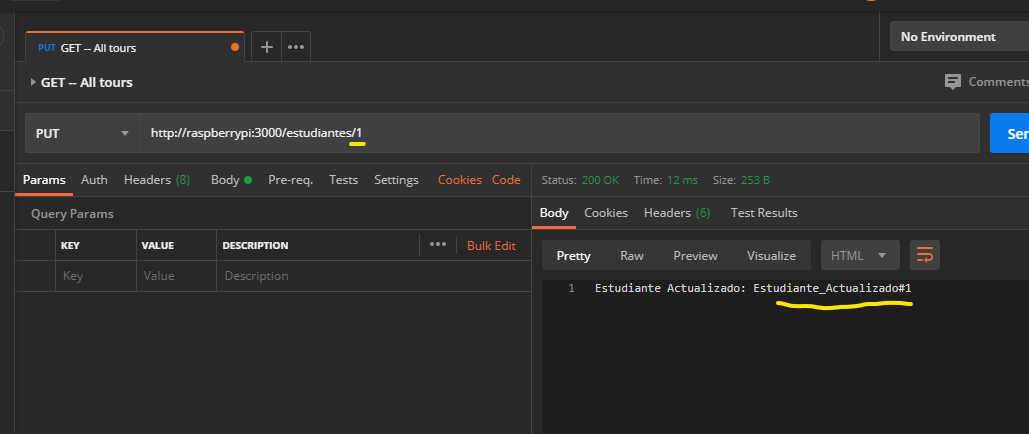 PUT GET -- All tours
No Environment
GET -- All tours
Comments
PUT http://raspberrypi:3000/estudiantes/1
Sen
Params Auth Headers (8) Body Pre-req. Tests Settings Cookies Code
Status: 200 OK Time: 12 ms Size: 253 B
Query Params
Body Cookies Headers (6) Test Results
KEY VALUE DESCRIPTION ••• Bulk Edit
Key Value Description
Pretty Raw Preview Visualize HTML
1 Estudiante Actualizado: Estudiante_Actualizado#1